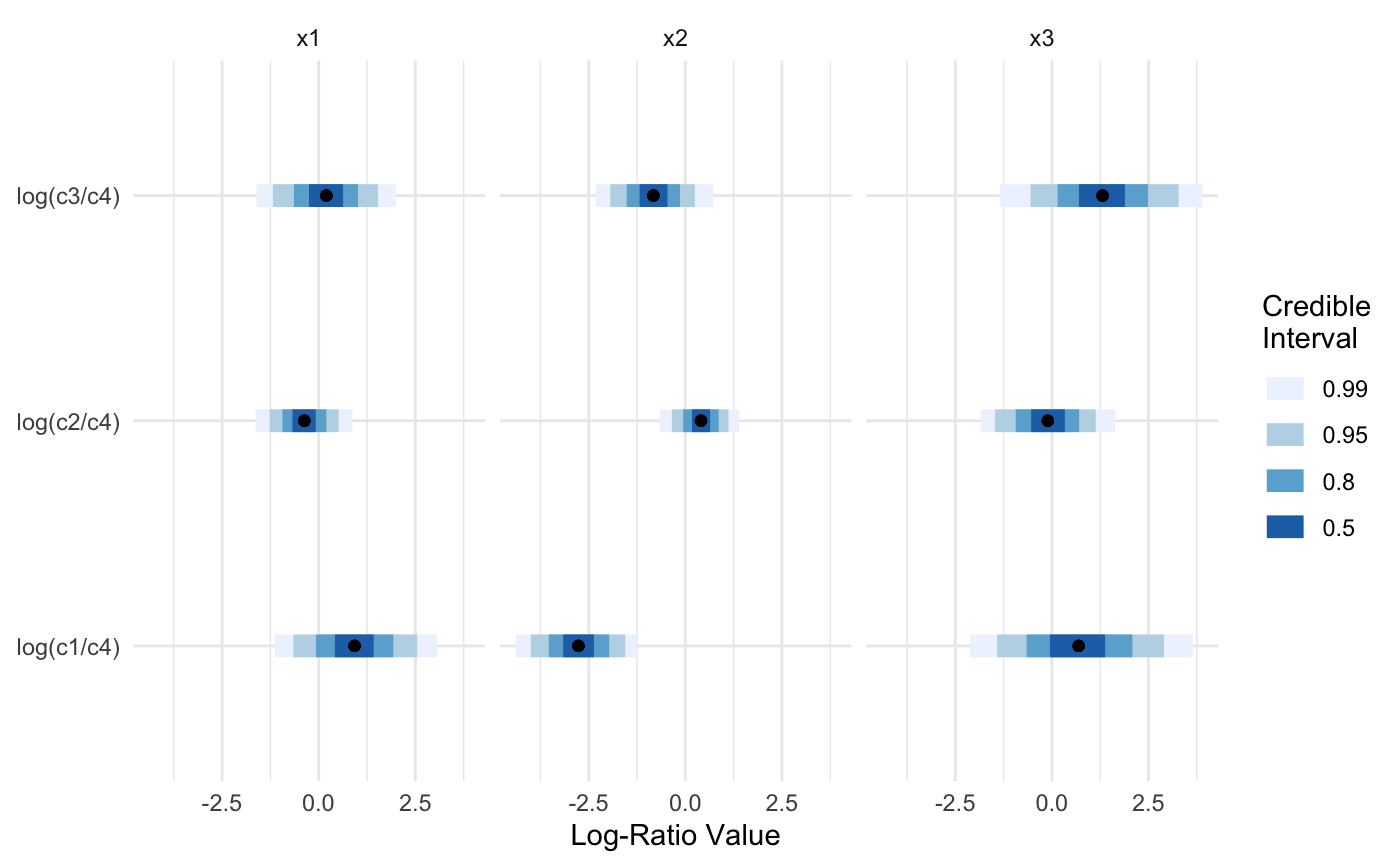 x1 x2 x3
log(c3/c4)
log(c2/c4)
log(c1/c4)
-2.5 0.0 2.5 -2.5 0.0 2.5 -2.5 0.0 2.5
Log-Ratio Value
Credible
Interval
0.99
0.95
0.8
0.5